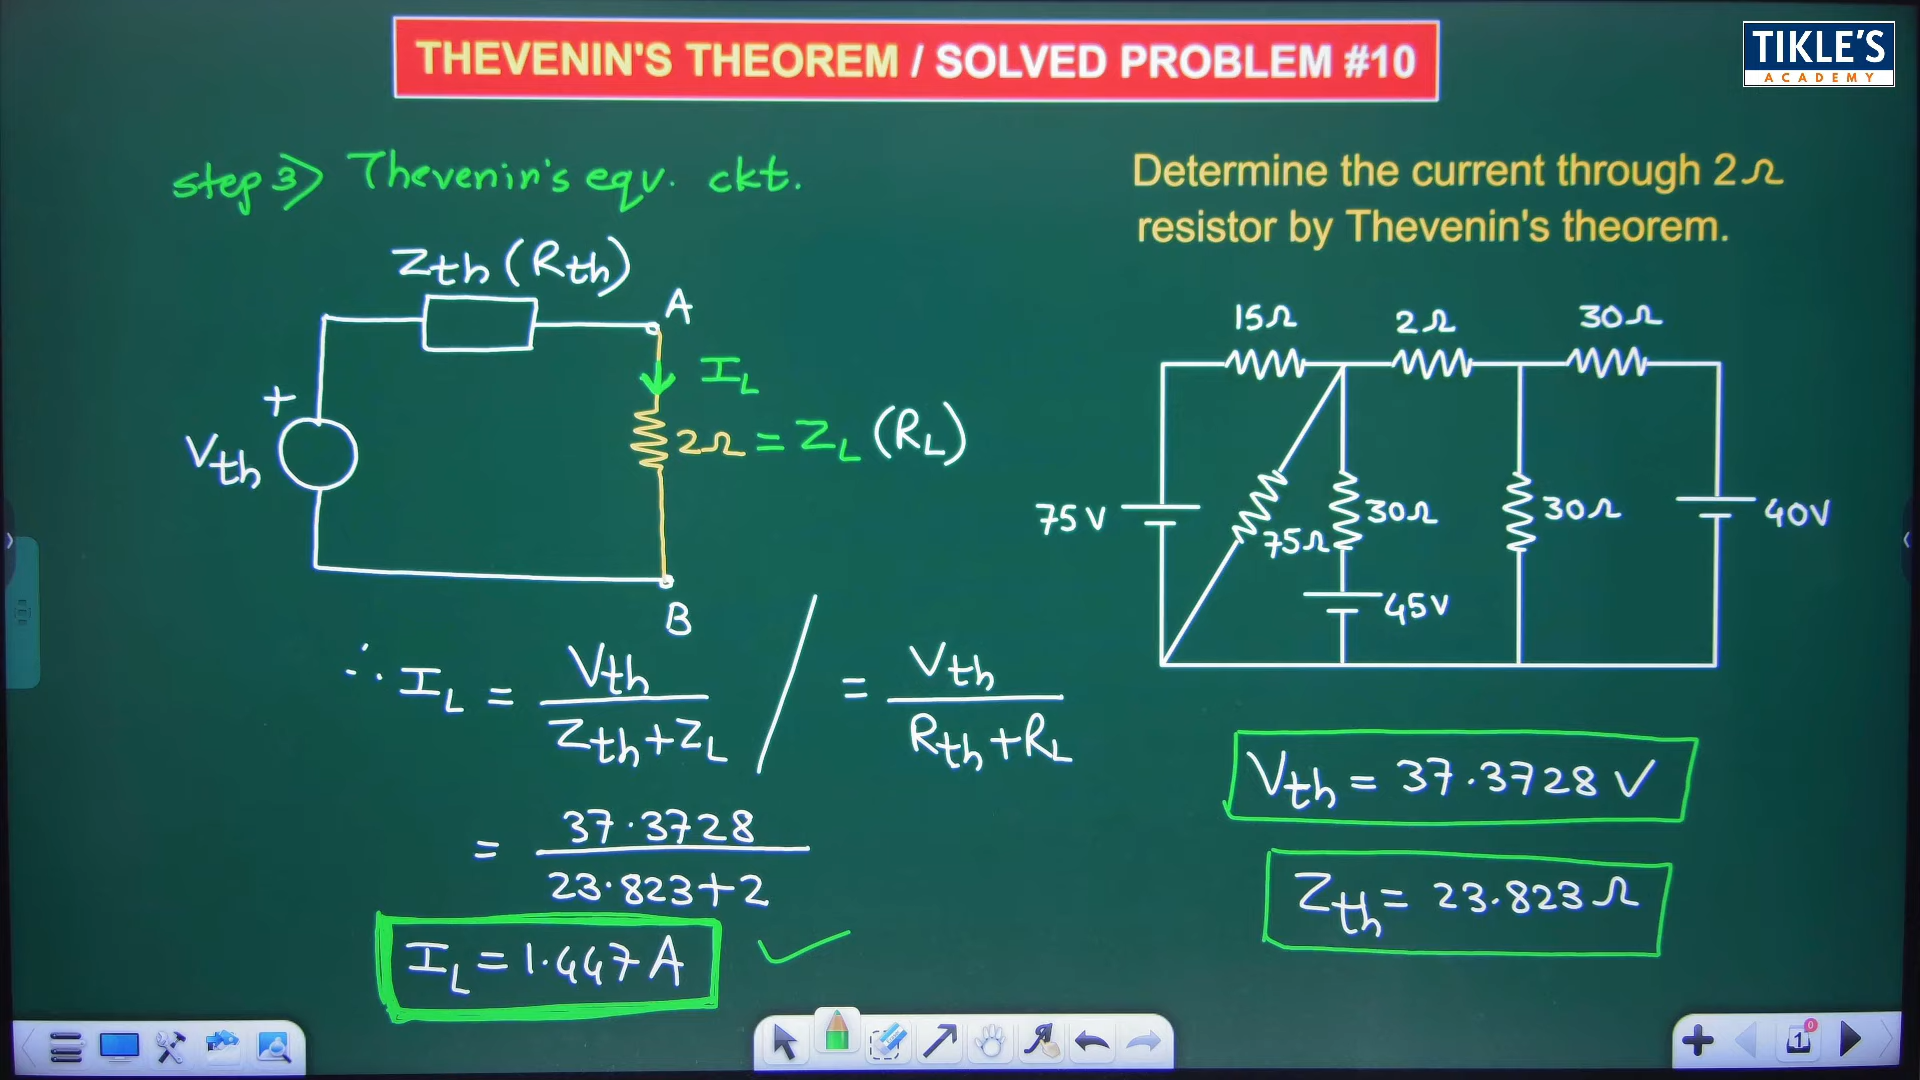 THEVENIN'S THEOREM / SOLVED PROBLEM #10
TIKLE'S
ACADEMY
step 3> Thevenin's eqv. ckt.
Determine the current through 2Ω
resistor by Thevenin's theorem.
Zth (Rth)
A
IL
+
Vth
2Ω = ZL (RL)
B
15Ω
2Ω
30Ω
75V
75Ω
30Ω
45V
30Ω
40V
∴ IL = Vth / Zth+ZL / = Vth / Rth+RL
= 37.3728 / 23.823+2
IL = 1.447 A ✓
Vth = 37.3728 V
Zth = 23.823 Ω
1
0